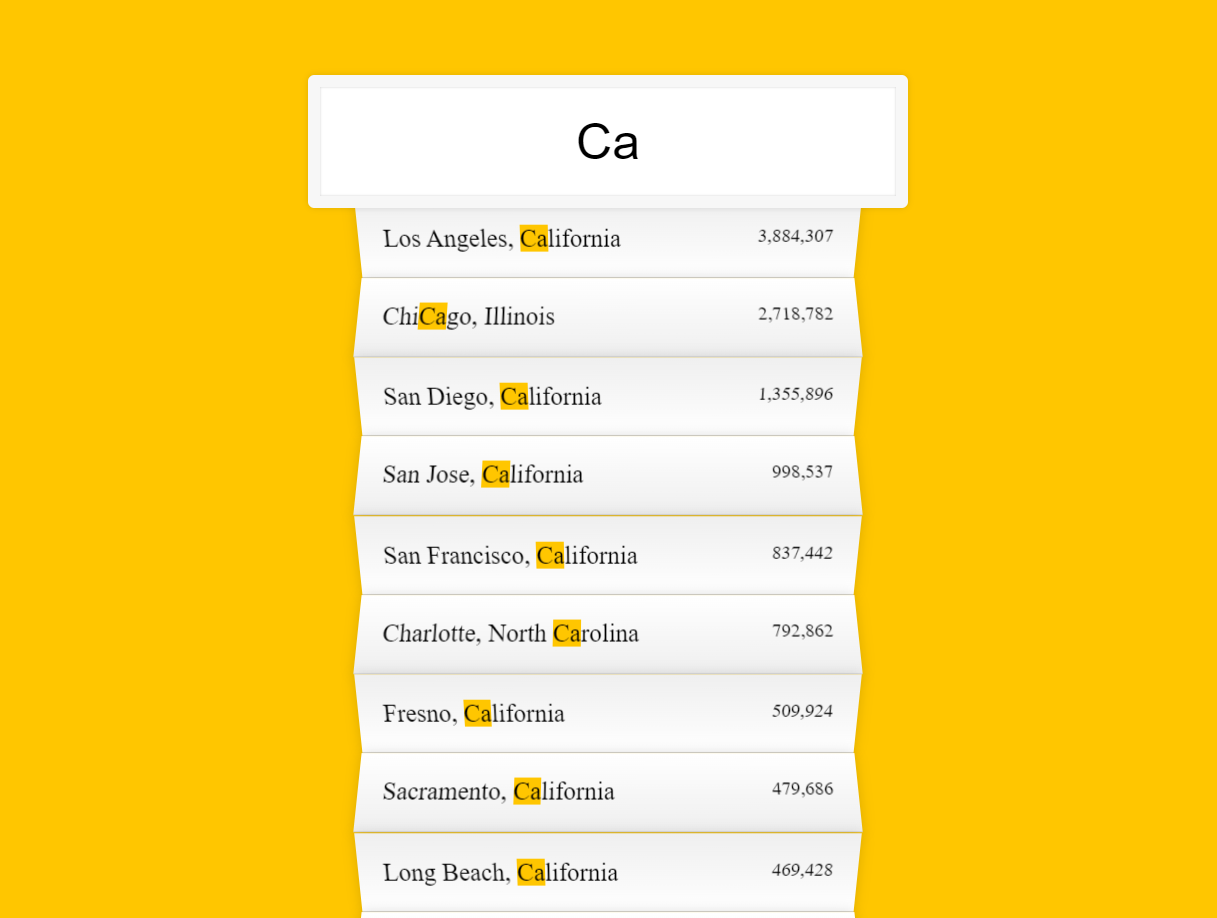 Ca
Los Angeles, California 3,884,307
ChiCago, Illinois 2,718,782
San Diego, California 1,355,896
San Jose, California 998,537
San Francisco, California 837,442
Charlotte, North Carolina 792,862
Fresno, California 509,924
Sacramento, California 479,686
Long Beach, California 469,428